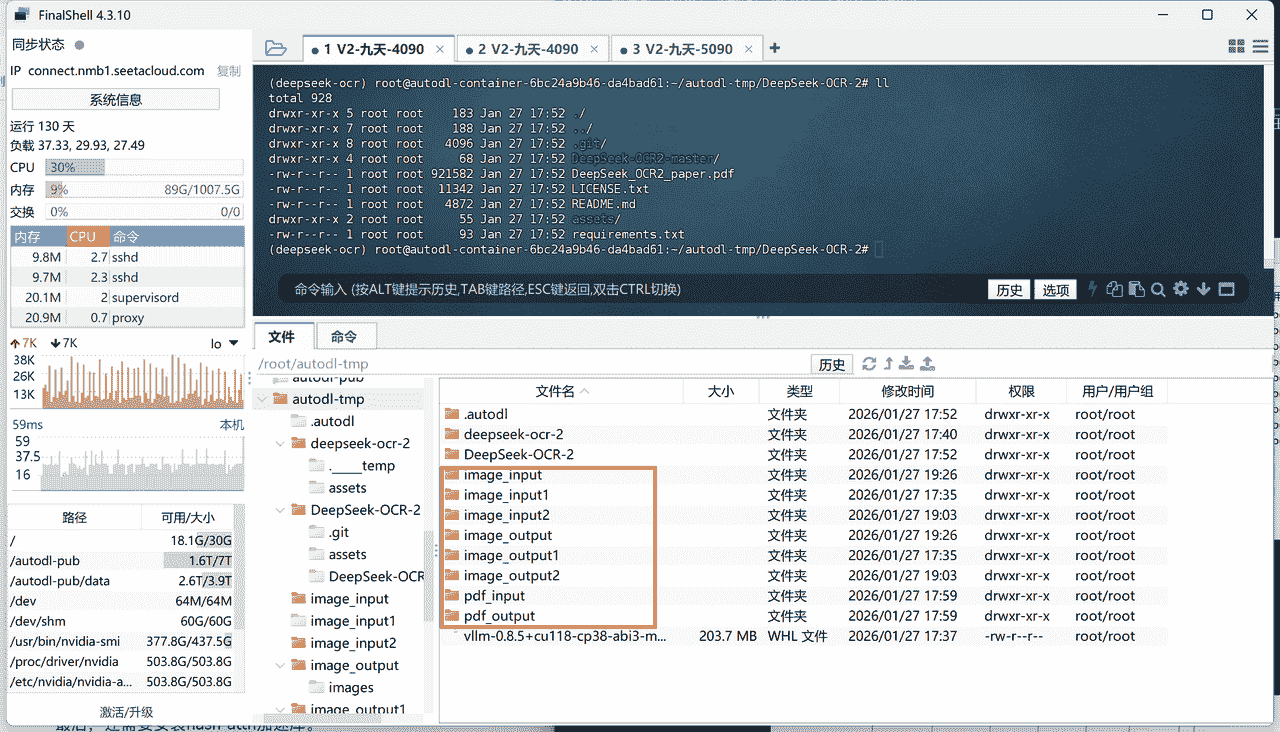 FinalShell 4.3.10
同步状态
IP connect.nmb1.seetacloud.com 复制
系统信息
运行 130 天
负载 37.33, 29.93, 27.49
CPU 30%
内存 9% 89G/1007.5G
交换 0% 0/0
内存 CPU 命令
9.8M 2.7 sshd
9.7M 2.3 sshd
20.1M 2 supervisord
20.9M 0.7 proxy
7K 7K lo
38K
26K
13K
59ms 本机
59
37.5
16
路径 可用/大小
/ 18.1G/30G
/autodl-pub 1.6T/7T
/autodl-pub/data 2.6T/3.9T
/dev 64M/64M
/dev/shm 60G/60G
/usr/bin/nvidia-smi 377.8G/437.5G
/proc/driver/nvidia 503.8G/503.8G
/etc/nvidia/nvidia-a... 503.8G/503.8G
激活/升级
1 V2-九天-4090
2 V2-九天-4090
3 V2-九天-5090
(deepseek-ocr) root@autodl-container-6bc24a9b46-da4bad61:~/autodl-tmp/DeepSeek-OCR-2# ll
total 928
drwxr-xr-x 5 root root 183 Jan 27 17:52 ./
drwxr-xr-x 7 root root 188 Jan 27 17:52 ../
drwxr-xr-x 8 root root 4096 Jan 27 17:52 .git/
drwxr-xr-x 4 root root 68 Jan 27 17:52 DeepSeek-OCR2-master/
-rw-r--r-- 1 root root 921582 Jan 27 17:52 DeepSeek_OCR2_paper.pdf
-rw-r--r-- 1 root root 11342 Jan 27 17:52 LICENSE.txt
-rw-r--r-- 1 root root 4872 Jan 27 17:52 README.md
drwxr-xr-x 2 root root 55 Jan 27 17:52 assets/
-rw-r--r-- 1 root root 93 Jan 27 17:52 requirements.txt
(deepseek-ocr) root@autodl-container-6bc24a9b46-da4bad61:~/autodl-tmp/DeepSeek-OCR-2#
命令输入 (按ALT键提示历史,TAB键路径,ESC键返回,双击CTRL切换) 历史 选项
文件 命令
/root/autodl-tmp 历史
autodl-pub
autodl-tmp
.autodl
deepseek-ocr-2
.____temp
assets
DeepSeek-OCR-2
.git
assets
DeepSeek-OCR
image_input
image_input1
image_input2
image_output
images
image_output1
文件名 大小 类型 修改时间 权限 用户/用户组
.autodl 文件夹 2026/01/27 17:52 drwxr-xr-x root/root
deepseek-ocr-2 文件夹 2026/01/27 17:40 drwxr-xr-x root/root
DeepSeek-OCR-2 文件夹 2026/01/27 17:52 drwxr-xr-x root/root
image_input 文件夹 2026/01/27 19:26 drwxr-xr-x root/root
image_input1 文件夹 2026/01/27 17:35 drwxr-xr-x root/root
image_input2 文件夹 2026/01/27 19:03 drwxr-xr-x root/root
image_output 文件夹 2026/01/27 19:26 drwxr-xr-x root/root
image_output1 文件夹 2026/01/27 17:35 drwxr-xr-x root/root
image_output2 文件夹 2026/01/27 19:03 drwxr-xr-x root/root
pdf_input 文件夹 2026/01/27 17:59 drwxr-xr-x root/root
pdf_output 文件夹 2026/01/27 17:59 drwxr-xr-x root/root
vllm-0.8.5+cu118-cp38-abi3-m... 203.7 MB WHL 文件 2026/01/27 17:37 -rw-r--r-- root/root